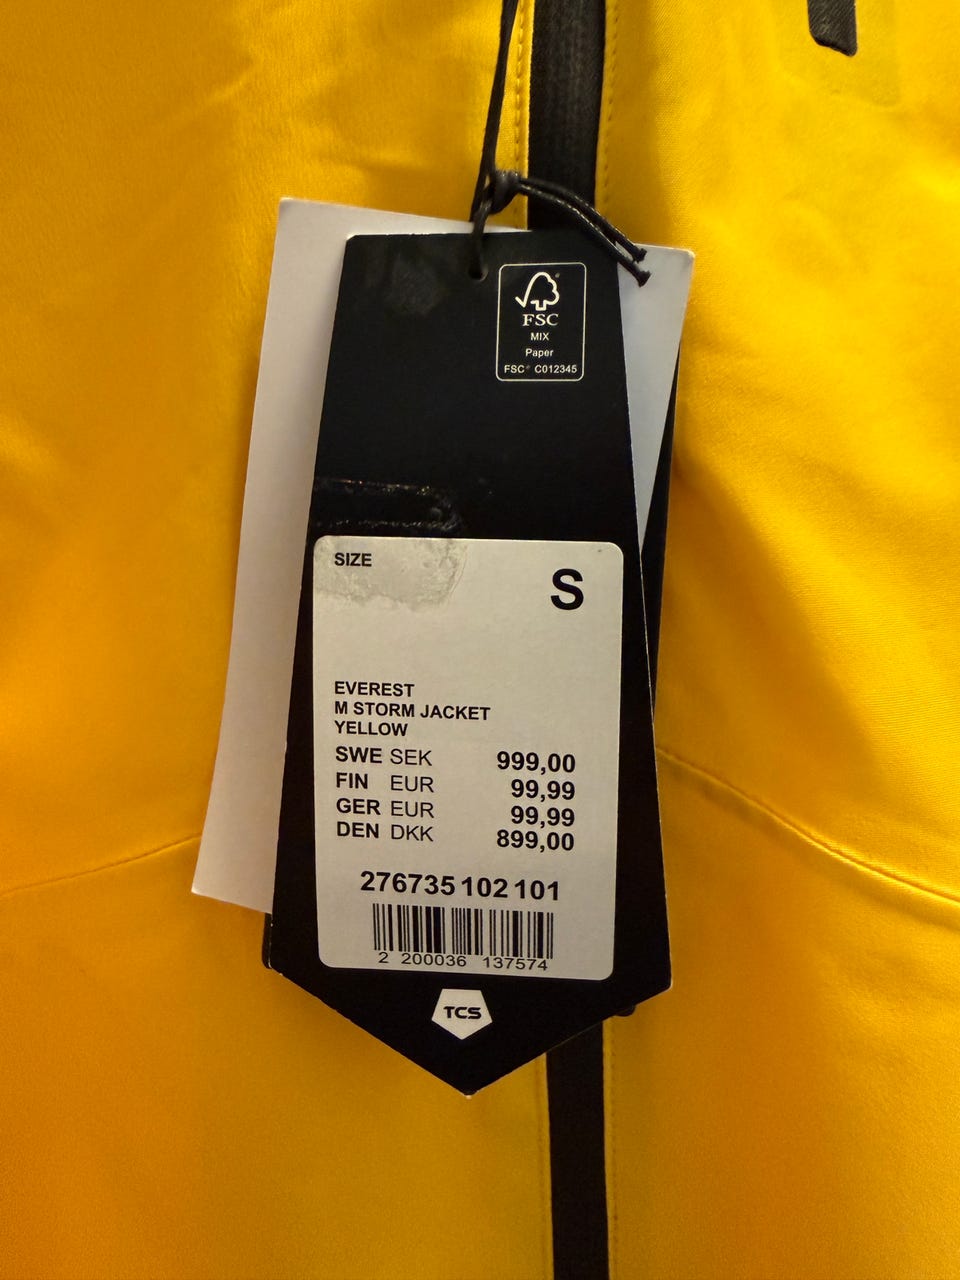 FSC
MIX
Paper
FSC® C012345
SIZE
S
EVEREST
M STORM JACKET
YELLOW
SWE SEK 999,00
FIN EUR 99,99
GER EUR 99,99
DEN DKK 899,00
276735 102 101
2 200036 137574
TCS